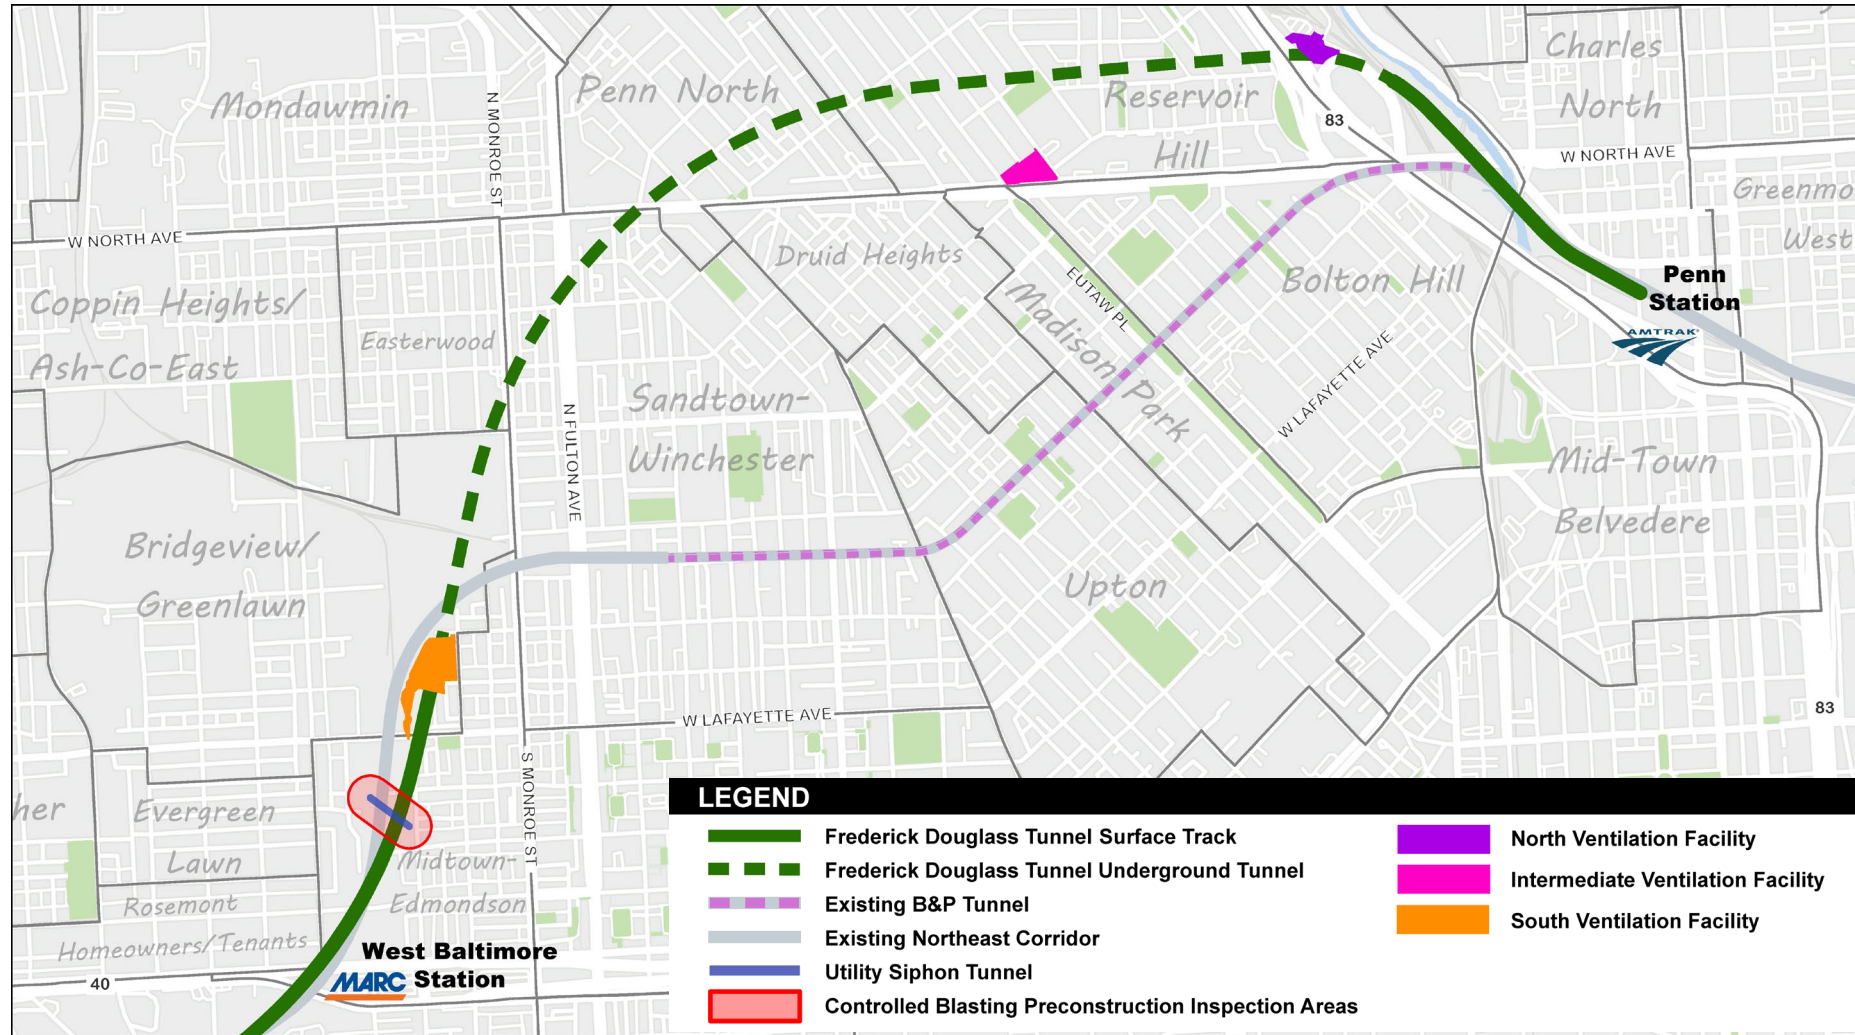 Charles
North
Mondawmin
Penn North
Reservoir
Hill
N MONROE ST
83
W NORTH AVE
Greenmo
West
W NORTH AVE
Druid Heights
Bolton Hill
EUTAW PL
Madison Park
Penn
Station
AMTRAK
Coppin Heights/
Ash-Co-East
Easterwood
W LAFAYETTE AVE
Sandtown-
Winchester
N FULTON AVE
Mid-Town
Belvedere
Bridgeview/
Greenlawn
Upton
W LAFAYETTE AVE
83
S MONROE ST
her
Evergreen
Lawn
Midtown-
Edmondson
Rosemont
Homeowners/Tenants
West Baltimore
Station
MARC
40
LEGEND
Frederick Douglass Tunnel Surface Track
Frederick Douglass Tunnel Underground Tunnel
Existing B&P Tunnel
Existing Northeast Corridor
Utility Siphon Tunnel
Controlled Blasting Preconstruction Inspection Areas
North Ventilation Facility
Intermediate Ventilation Facility
South Ventilation Facility